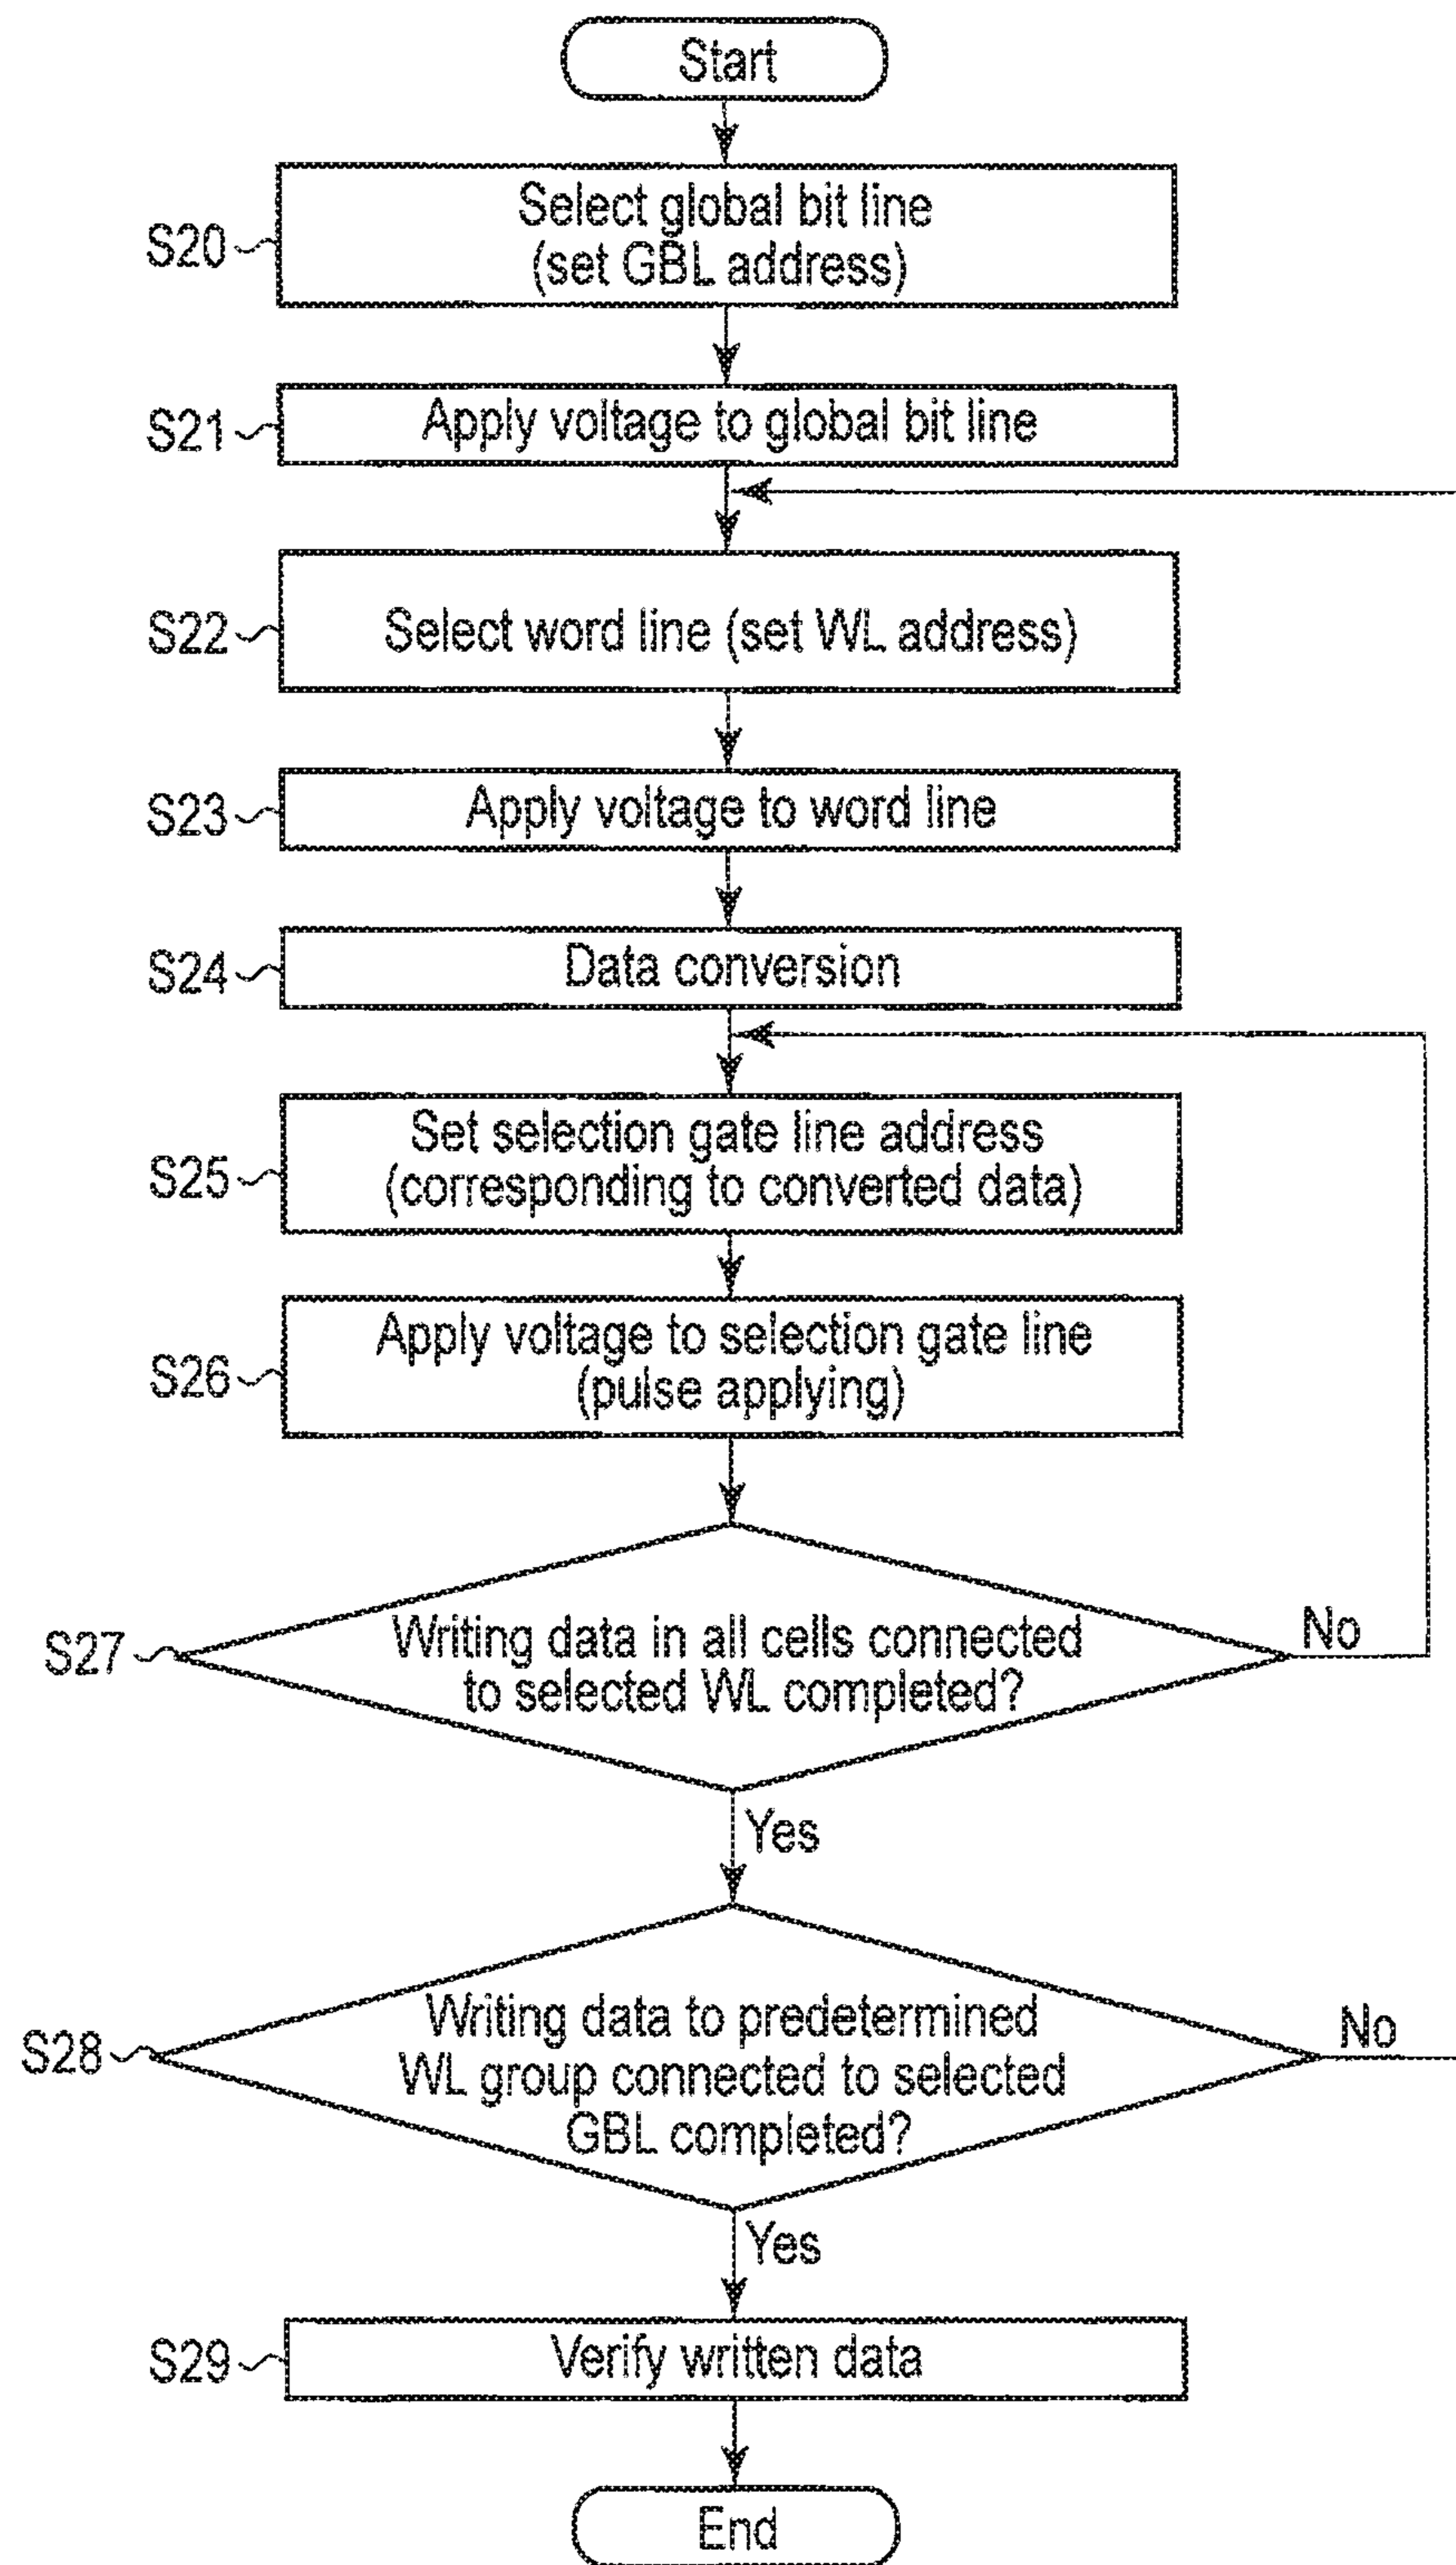 Start
S20
Select global bit line
(set GBL address)
S21
Apply voltage to global bit line
S22
Select word line (set WL address)
S23
Apply voltage to word line
S24
Data conversion
S25
Set selection gate line address
(corresponding to converted data)
S26
Apply voltage to selection gate line
(pulse applying)
S27
Writing data in all cells connected
to selected WL completed?
No
Yes
S28
Writing data to predetermined
WL group connected to selected
GBL completed?
No
Yes
S29
Verify written data
End